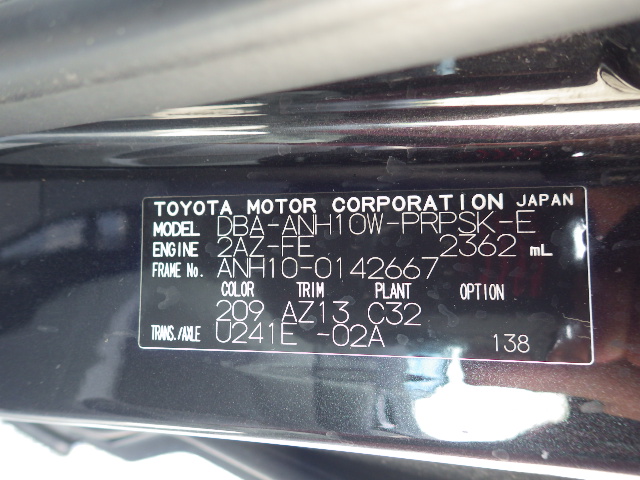 TOYOTA MOTOR CORPORATION JAPAN
MODEL DBA-ANH10W-PRPSK-E
ENGINE 2AZ-FE 2362 mL
FRAME No. ANH10-0142667
COLOR TRIM PLANT OPTION
209 AZ13 C32
TRANS./AXLE U241E -02A 138